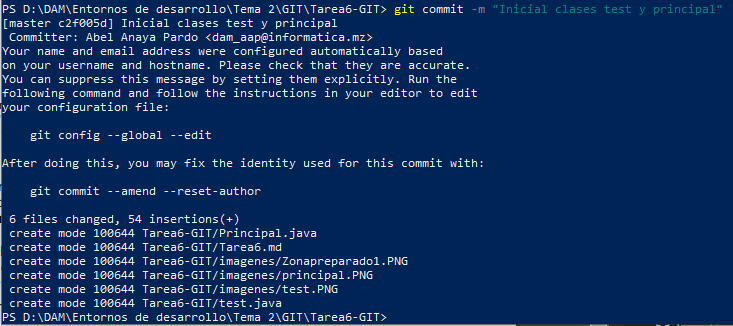 PS D:\DAM\Entornos de desarrollo\Tema 2\GIT\Tarea6-GIT> git commit -m "Inicial clases test y principal"
[master c2f005d] Inicial clases test y principal
 Committer: Abel Anaya Pardo <dam_aap@informatica.mz>
Your name and email address were configured automatically based
on your username and hostname. Please check that they are accurate.
You can suppress this message by setting them explicitly. Run the
following command and follow the instructions in your editor to edit
your configuration file:

    git config --global --edit

After doing this, you may fix the identity used for this commit with:

    git commit --amend --reset-author

 6 files changed, 54 insertions(+)
 create mode 100644 Tarea6-GIT/Principal.java
 create mode 100644 Tarea6-GIT/Tarea6.md
 create mode 100644 Tarea6-GIT/imagenes/Zonapreparado1.PNG
 create mode 100644 Tarea6-GIT/imagenes/principal.PNG
 create mode 100644 Tarea6-GIT/imagenes/test.PNG
 create mode 100644 Tarea6-GIT/test.java
PS D:\DAM\Entornos de desarrollo\Tema 2\GIT\Tarea6-GIT>